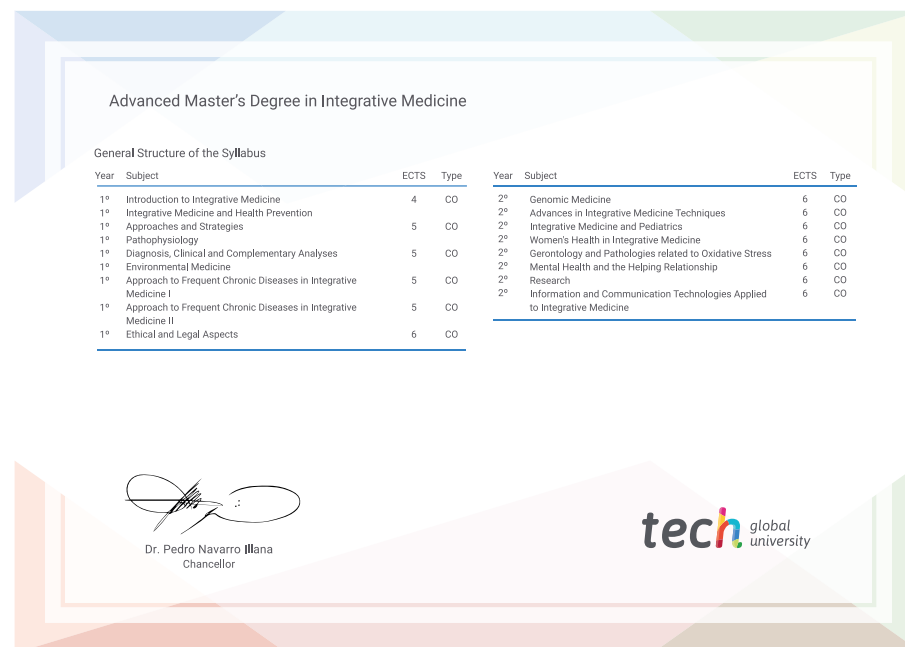 Advanced Master's Degree in Integrative Medicine
General Structure of the Syllabus
Year Subject ECTS Type
1º Introduction to Integrative Medicine 4 CO
1º Integrative Medicine and Health Prevention
1º Approaches and Strategies 5 CO
1º Pathophysiology
1º Diagnosis, Clinical and Complementary Analyses 5 CO
1º Environmental Medicine
1º Approach to Frequent Chronic Diseases in Integrative 5 CO
Medicine I
1º Approach to Frequent Chronic Diseases in Integrative 5 CO
Medicine II
1º Ethical and Legal Aspects 6 CO
Year Subject ECTS Type
2º Genomic Medicine 6 CO
2º Advances in Integrative Medicine Techniques 6 CO
2º Integrative Medicine and Pediatrics 6 CO
2º Women's Health in Integrative Medicine 6 CO
2º Gerontology and Pathologies related to Oxidative Stress 6 CO
2º Mental Health and the Helping Relationship 6 CO
2º Research 6 CO
2º Information and Communication Technologies Applied 6 CO
to Integrative Medicine
Dr. Pedro Navarro Illana
Chancellor
tech global
university